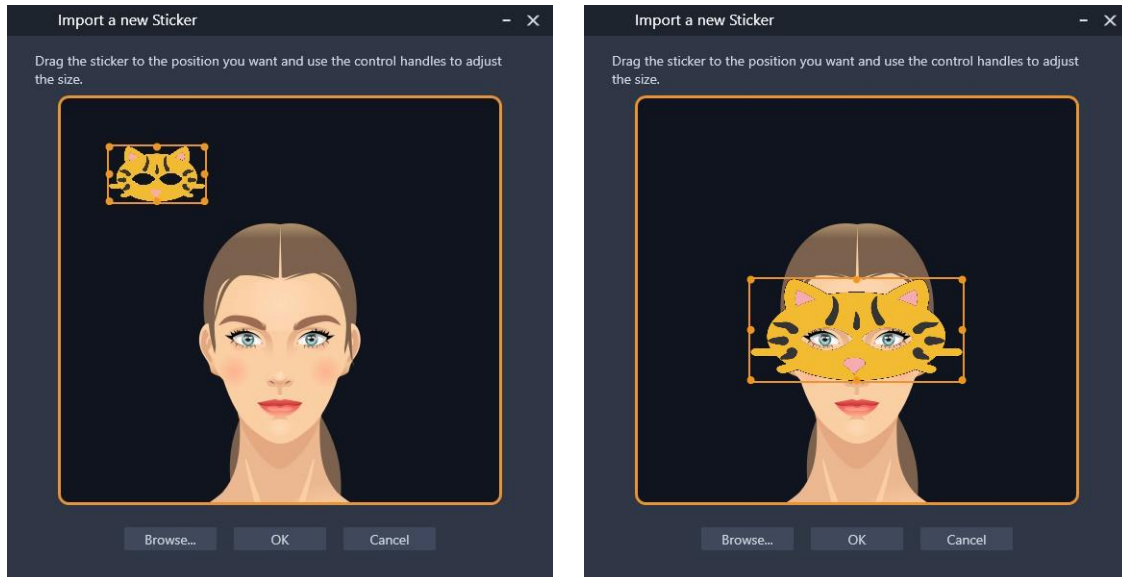 Import a new Sticker
Drag the sticker to the position you want and use the control handles to adjust
the size.
Browse...
OK
Cancel
Import a new Sticker
Drag the sticker to the position you want and use the control handles to adjust
the size.
Browse...
OK
Cancel